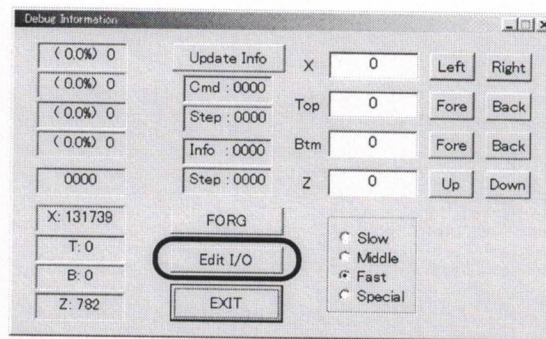 Debug Information
( 0.0%) 0
( 0.0%) 0
( 0.0%) 0
( 0.0%) 0
0000
X: 131739
T: 0
B: 0
Z: 782
Update Info
Cmd : 0000
Step : 0000
Info : 0000
Step : 0000
FORG
Edit I/O
EXIT
X 0 Left Right
Top 0 Fore Back
Btm 0 Fore Back
Z 0 Up Down
Slow
Middle
Fast
Special